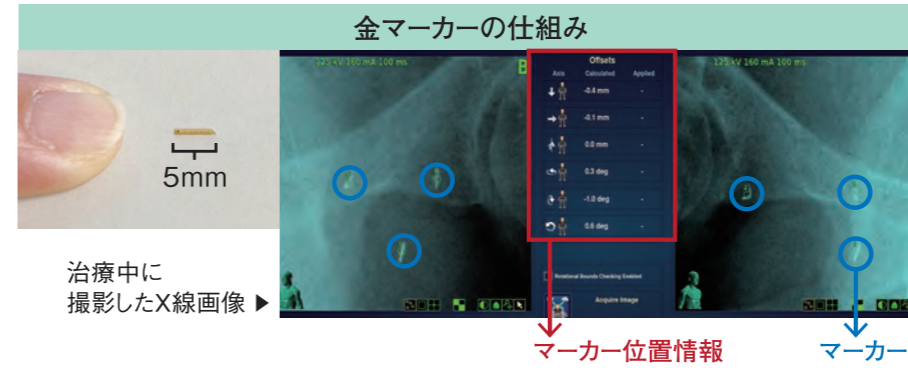 金マーカーの仕組み
5mm
治療中に
撮影したX線画像 ▶
125 kV 160 mA 100 ms
Offsets
Axis Calculated Applied
-0.4 mm -
-0.1 mm -
0.0 mm -
0.3 deg -
-1.0 deg -
0.6 deg -
Rotational Bounds Checking Enabled
Acquire Image
125 kV 160 mA 100 ms
マーカー位置情報
マーカー